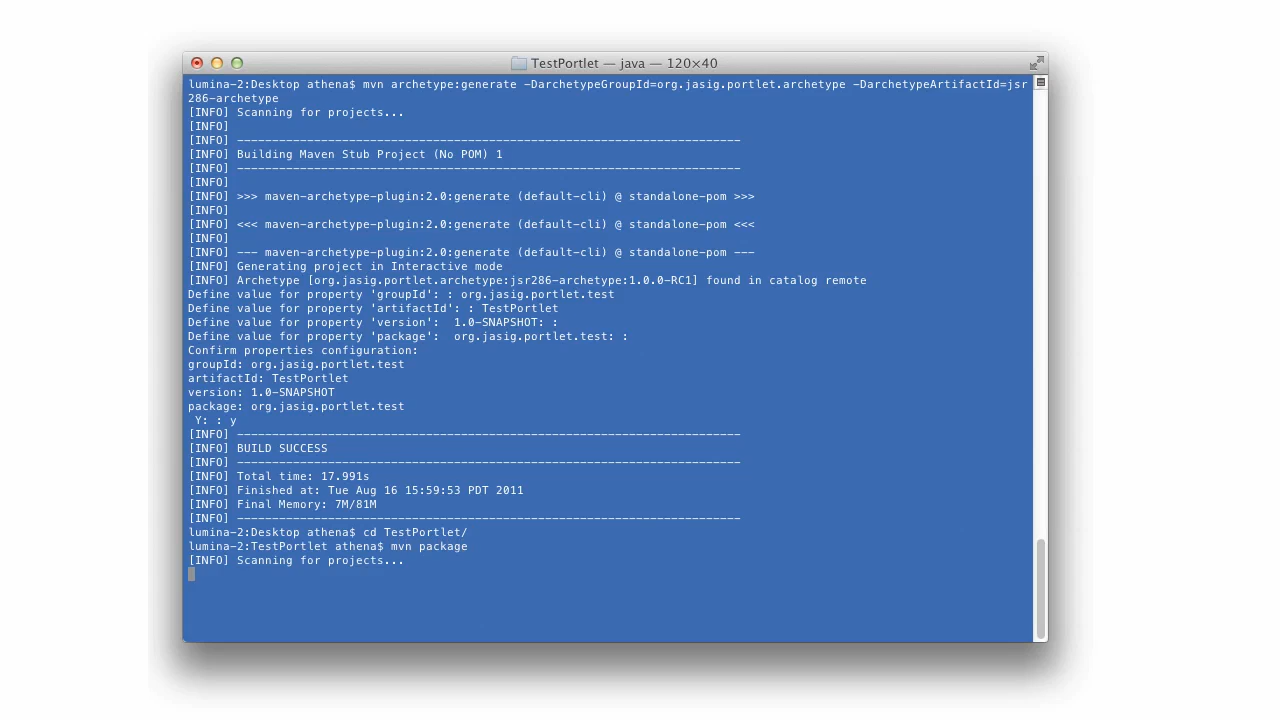 TestPortlet — java — 120×40
lumina-2:Desktop athena$ mvn archetype:generate -DarchetypeGroupId=org.jasig.portlet.archetype -DarchetypeArtifactId=jsr
286-archetype
[INFO] Scanning for projects...
[INFO]
[INFO] ------------------------------------------------------------------------
[INFO] Building Maven Stub Project (No POM) 1
[INFO] ------------------------------------------------------------------------
[INFO]
[INFO] >>> maven-archetype-plugin:2.0:generate (default-cli) @ standalone-pom >>>
[INFO]
[INFO] <<< maven-archetype-plugin:2.0:generate (default-cli) @ standalone-pom <<<
[INFO]
[INFO] --- maven-archetype-plugin:2.0:generate (default-cli) @ standalone-pom ---
[INFO] Generating project in Interactive mode
[INFO] Archetype [org.jasig.portlet.archetype:jsr286-archetype:1.0.0-RC1] found in catalog remote
Define value for property 'groupId': : org.jasig.portlet.test
Define value for property 'artifactId': : TestPortlet
Define value for property 'version':  1.0-SNAPSHOT: :
Define value for property 'package':  org.jasig.portlet.test: :
Confirm properties configuration:
groupId: org.jasig.portlet.test
artifactId: TestPortlet
version: 1.0-SNAPSHOT
package: org.jasig.portlet.test
 Y: : y
[INFO] ------------------------------------------------------------------------
[INFO] BUILD SUCCESS
[INFO] ------------------------------------------------------------------------
[INFO] Total time: 17.991s
[INFO] Finished at: Tue Aug 16 15:59:53 PDT 2011
[INFO] Final Memory: 7M/81M
[INFO] ------------------------------------------------------------------------
lumina-2:Desktop athena$ cd TestPortlet/
lumina-2:TestPortlet athena$ mvn package
[INFO] Scanning for projects...